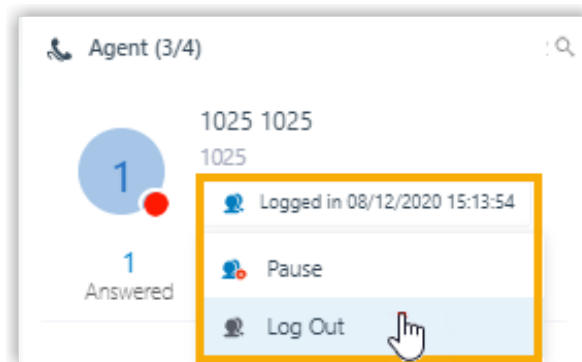 Agent (3/4)
1025 1025
1025
1
Logged in 08/12/2020 15:13:54
1
Answered
Pause
Log Out